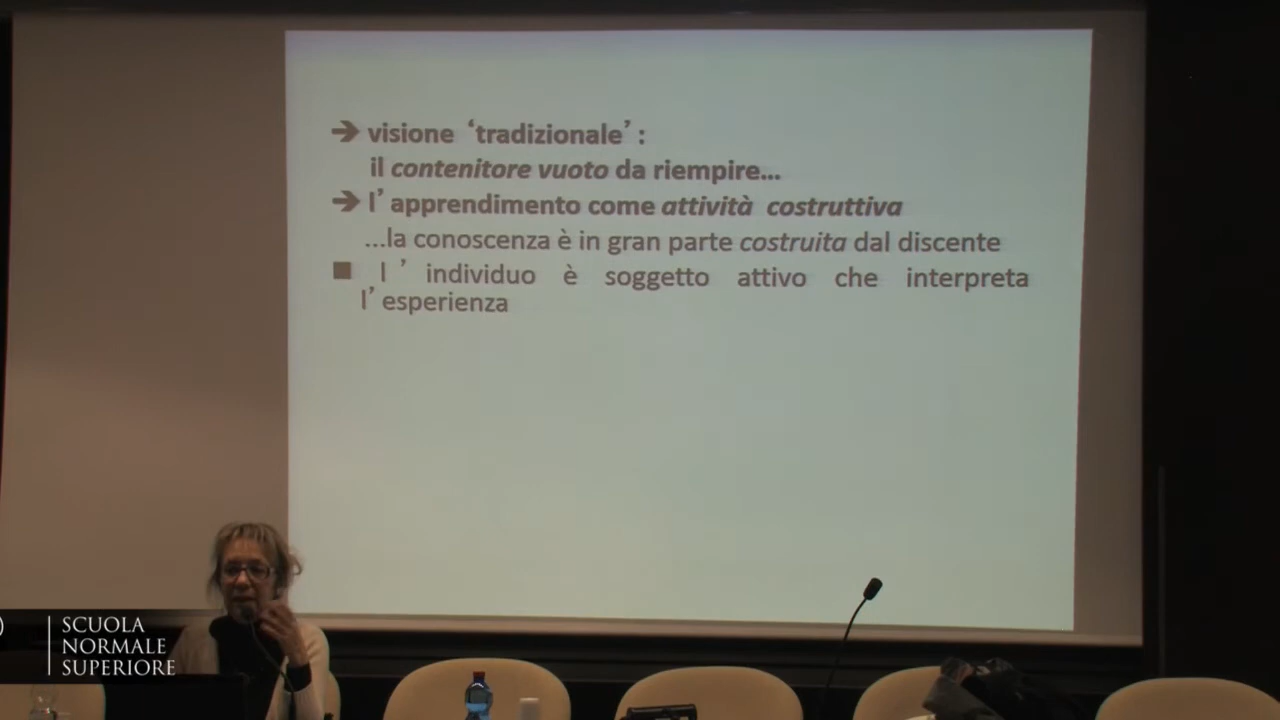 ➔ visione ‘tradizionale’ :
il contenitore vuoto da riempire...
➔ l’ apprendimento come attività costruttiva
...la conoscenza è in gran parte costruita dal discente
■ l ’ individuo è soggetto attivo che interpreta
l’ esperienza
SCUOLA
NORMALE
SUPERIORE